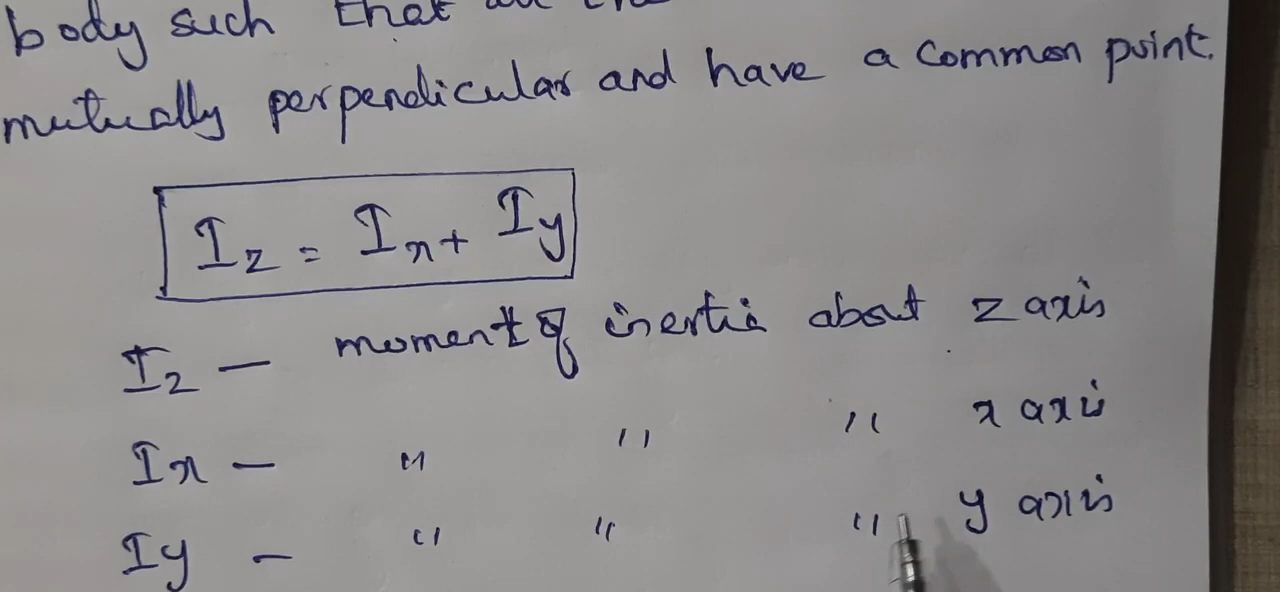 body such that
mutually perpendicular and have a common point.
Iz = Ix + Iy
Iz - moment of inertia about z axis
Ix - " " " x axis
Iy - " " " y axis